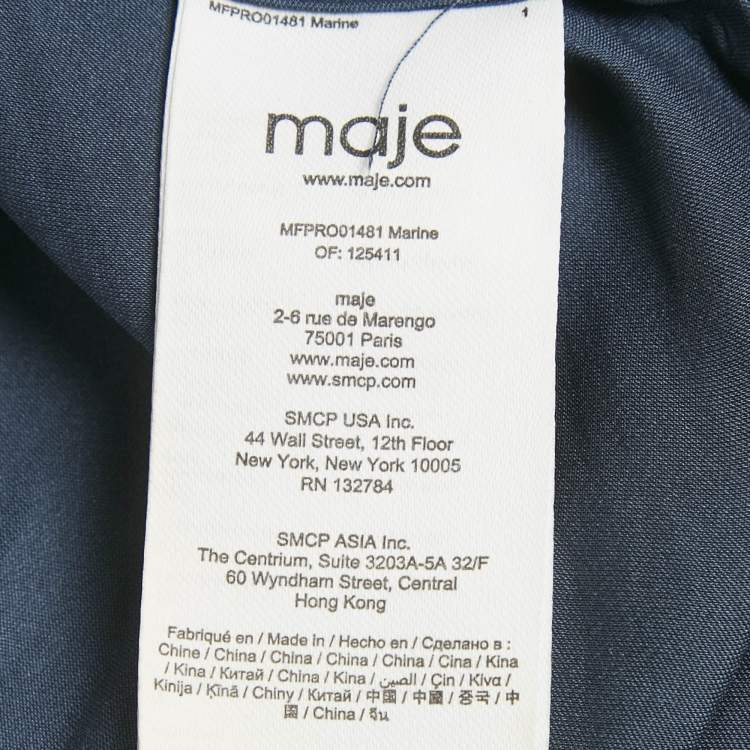 MFPRO01481 Marine 1
maje
www.maje.com
MFPRO01481 Marine
OF: 125411
maje
2-6 rue de Marengo
75001 Paris
www.maje.com
www.smcp.com
SMCP USA Inc.
44 Wall Street, 12th Floor
New York, New York 10005
RN 132784
SMCP ASIA Inc.
The Centrium, Suite 3203A-5A 32/F
60 Wyndham Street, Central
Hong Kong
Fabriqué en / Made in / Hecho en / Сделано в :
Chine / China / China / China / China / Cina / Kina
/ Kina / Китай / China / Kina / الصين / Çin / Κίνα /
Kinija / Ķīnā / Chiny / Китай / 中国 / 中國 / 중국 / 中
国 / China / จีน